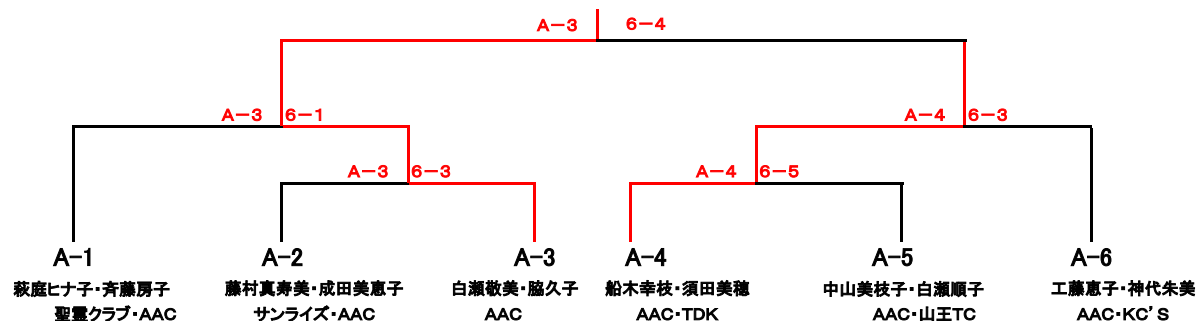 A-3 6-4
A-3 6-1 A-4 6-3
A-3 6-3 A-4 6-5
A-1 A-2 A-3 A-4 A-5 A-6
萩庭ヒナ子・斉藤房子 藤村真寿美・成田美恵子 白瀬敬美・脇久子 船木幸枝・須田美穂 中山美枝子・白瀬順子 工藤恵子・神代朱美
聖霊クラブ・AAC サンライズ・AAC AAC AAC・TDK AAC・山王TC AAC・KC'S